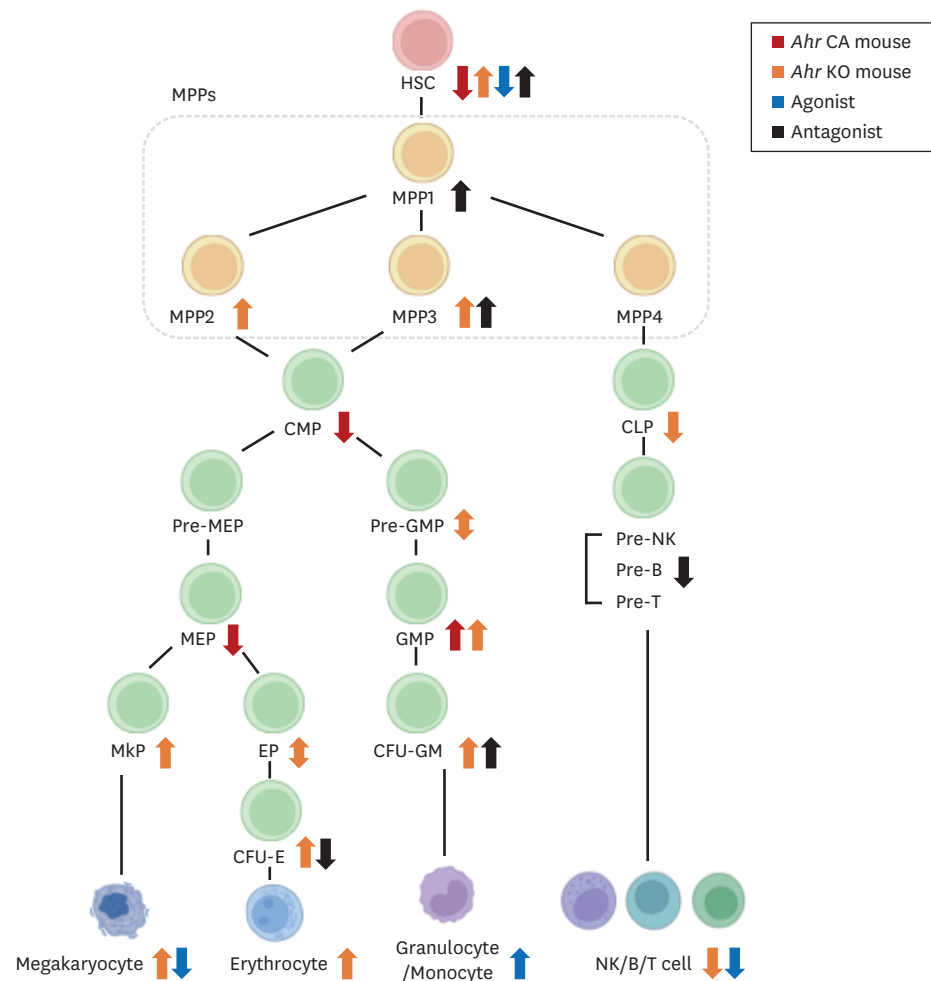 Ahr CA mouse
Ahr KO mouse
Agonist
Antagonist
HSC
MPPs
MPP1
MPP2
MPP3
MPP4
CMP
CLP
Pre-MEP
Pre-GMP
Pre-NK
Pre-B
Pre-T
MEP
GMP
MkP
EP
CFU-GM
CFU-E
Megakaryocyte
Erythrocyte
Granulocyte
/Monocyte
NK/B/T cell